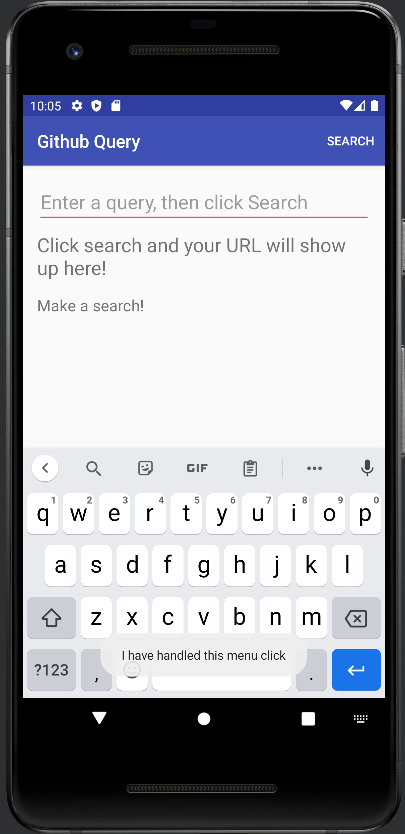 10:05
Github Query SEARCH
Enter a query, then click Search
Click search and your URL will show
up here!
Make a search!
GIF
1 2 3 4 5 6 7 8 9 0
q w e r t y u i o p
a s d f g h j k l
z x c v b n m
I have handled this menu click
?123 , .